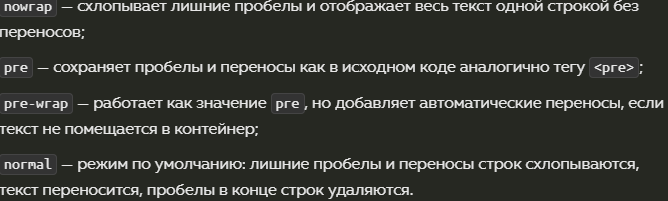 nowrap — схлопывает лишние пробелы и отображает весь текст одной строкой без
переносов;
pre — сохраняет пробелы и переносы как в исходном коде аналогично тегу <pre>;
pre-wrap — работает как значение pre, но добавляет автоматические переносы, если
текст не помещается в контейнер;
normal — режим по умолчанию: лишние пробелы и переносы строк схлопываются,
текст переносится, пробелы в конце строк удаляются.